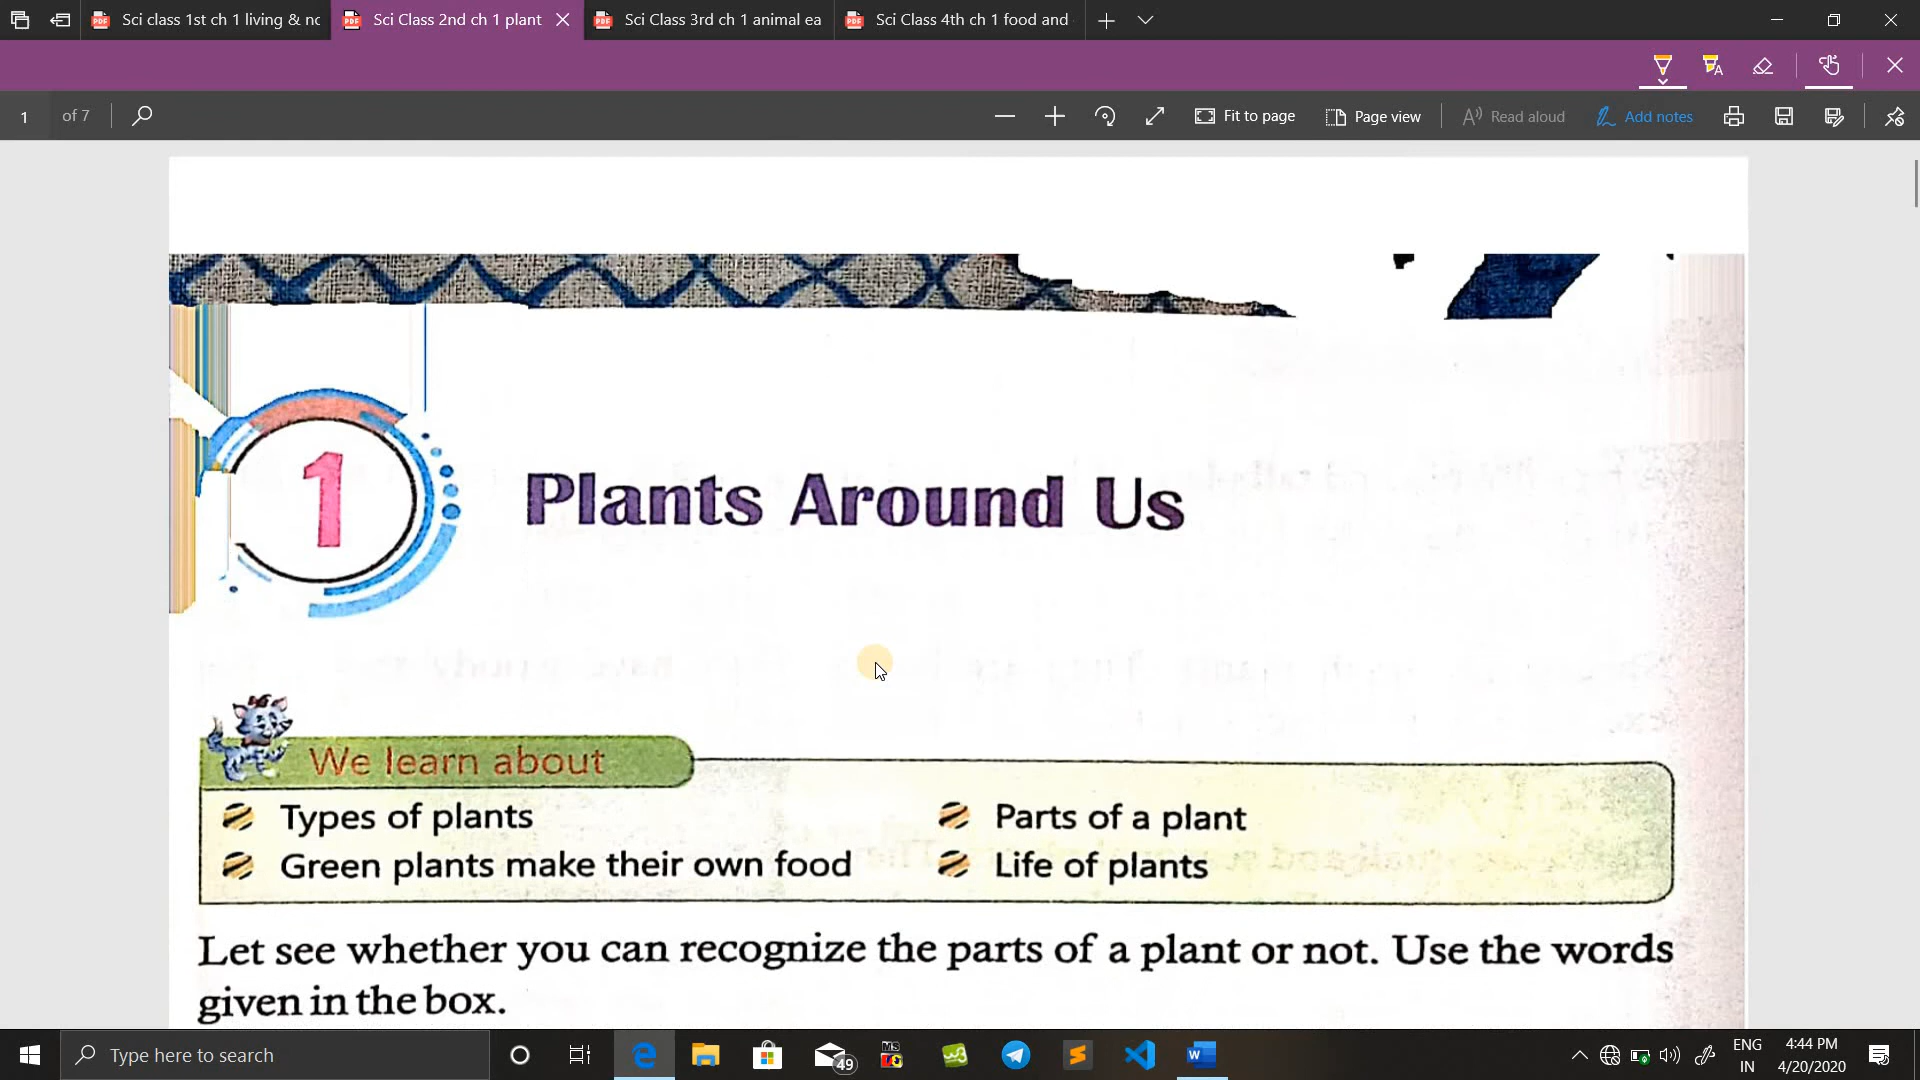 Sci class 1st ch 1 living & no
Sci Class 2nd ch 1 plant
Sci Class 3rd ch 1 animal ea
Sci Class 4th ch 1 food and
1 of 7
Fit to page
Page view
Read aloud
Add notes
1
Plants Around Us
We learn about
Types of plants
Parts of a plant
Green plants make their own food
Life of plants
Let see whether you can recognize the parts of a plant or not. Use the words
given in the box.
Type here to search
49
ENG
IN
4:44 PM
4/20/2020